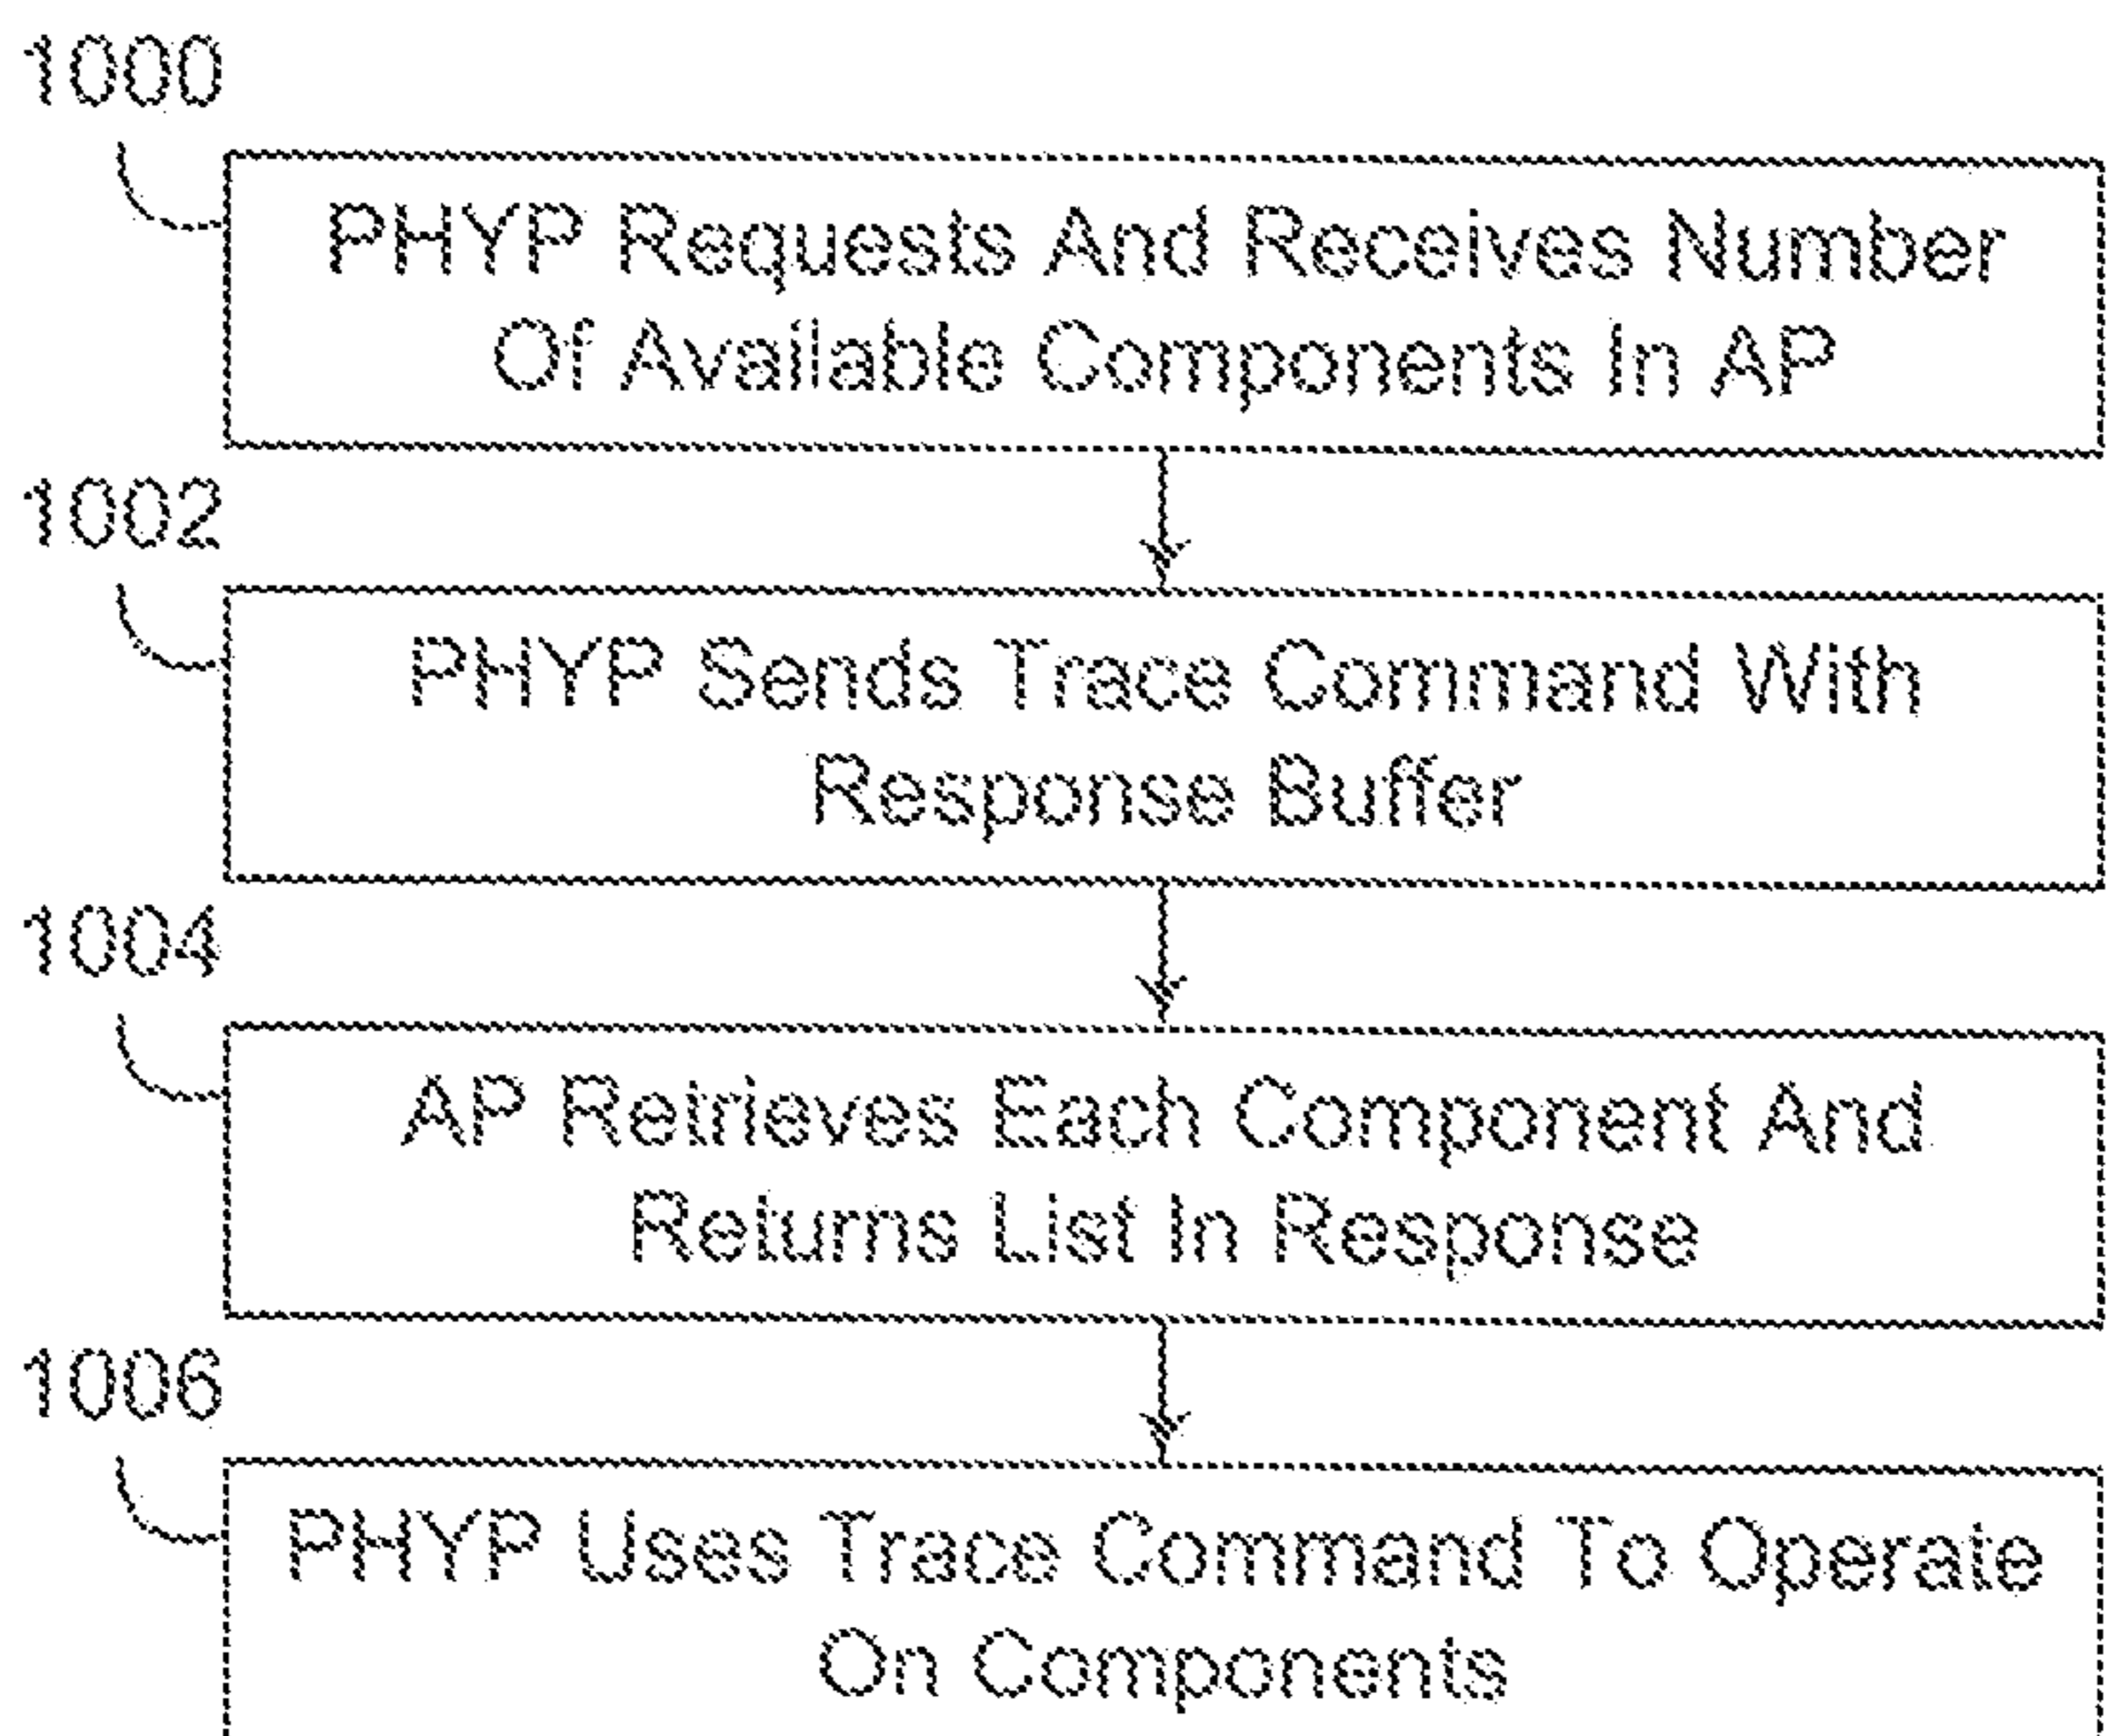 1000
PHYP Requests And Receives Number
Of Available Components In AP
1002
PHYP Sends Trace Command With
Response Buffer
1004
AP Retrieves Each Component And
Returns List In Response
1006
PHYP Uses Trace Command To Operate
On Components